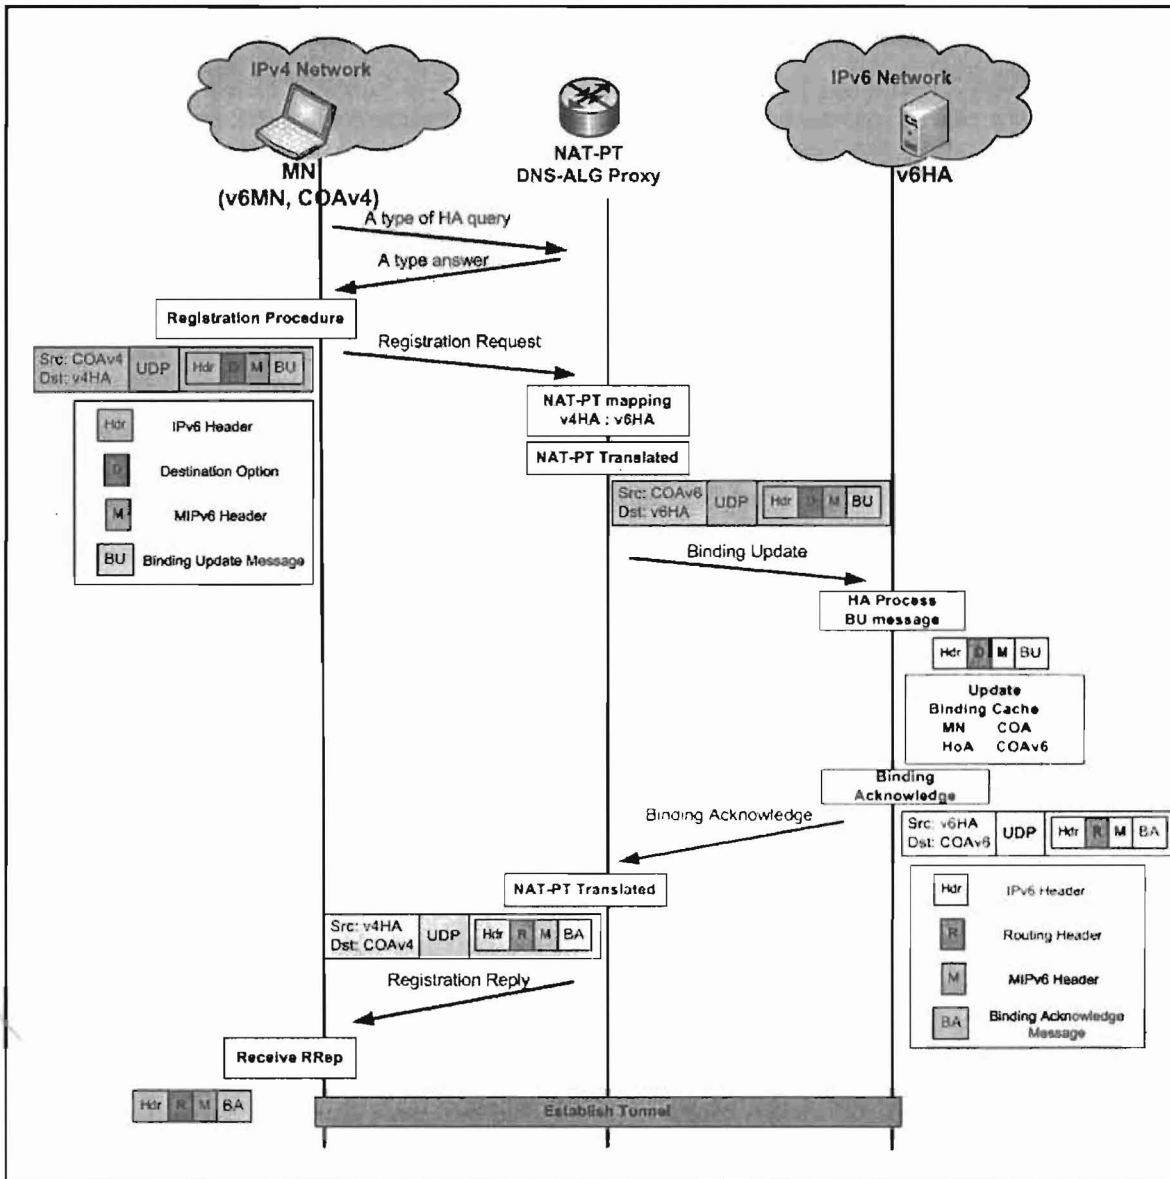 IPv4 Network
IPv6 Network
MN
(v6MN, COAv4)
NAT-PT
DNS-ALG Proxy
v6HA
A type of HA query
A type answer
Registration Procedure
Registration Request
Src: COAv4
Dst: v4HA
UDP
Hdr D M BU
NAT-PT mapping
v4HA : v6HA
NAT-PT Translated
Hdr IPv6 Header
D Destination Option
M MIPv6 Header
BU Binding Update Message
Src: COAv6
Dst: v6HA
UDP
Hdr D M BU
Binding Update
HA Process
BU message
Hdr D M BU
Update
Binding Cache
MN COA
HoA COAv6
Binding
Acknowledge
Binding Acknowledge
Src: v6HA
Dst: COAv6
UDP
Hdr R M BA
NAT-PT Translated
Src: v4HA
Dst: COAv4
UDP
Hdr R M BA
Registration Reply
Hdr IPv6 Header
R Routing Header
M MIPv6 Header
BA Binding Acknowledge
Message
Receive RRep
Hdr R M BA
Establish Tunnel